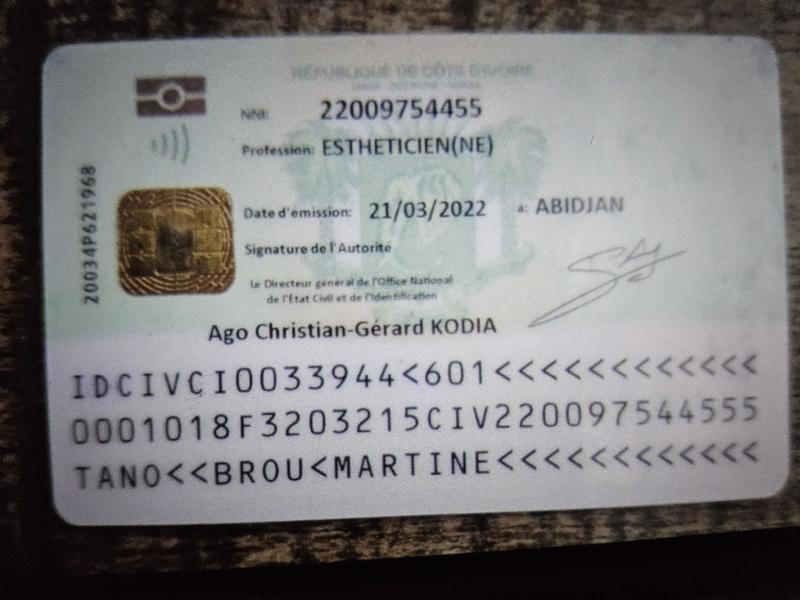 RÉPUBLIQUE DE CÔTE D'IVOIRE
NNI: 22009754455
Profession: ESTHETICIEN(NE)
Date d'émission: 21/03/2022 à: ABIDJAN
Signature de l'Autorité
Le Directeur général de l'Office National
de l'État Civil et de l'Identification
Ago Christian-Gérard KODIA
20034P621968
IDCIVCI0033944<601<<<<<<<<<<<<
0001018F3203215CIV220097544555
TANO<<BROU<MARTINE<<<<<<<<<<<<